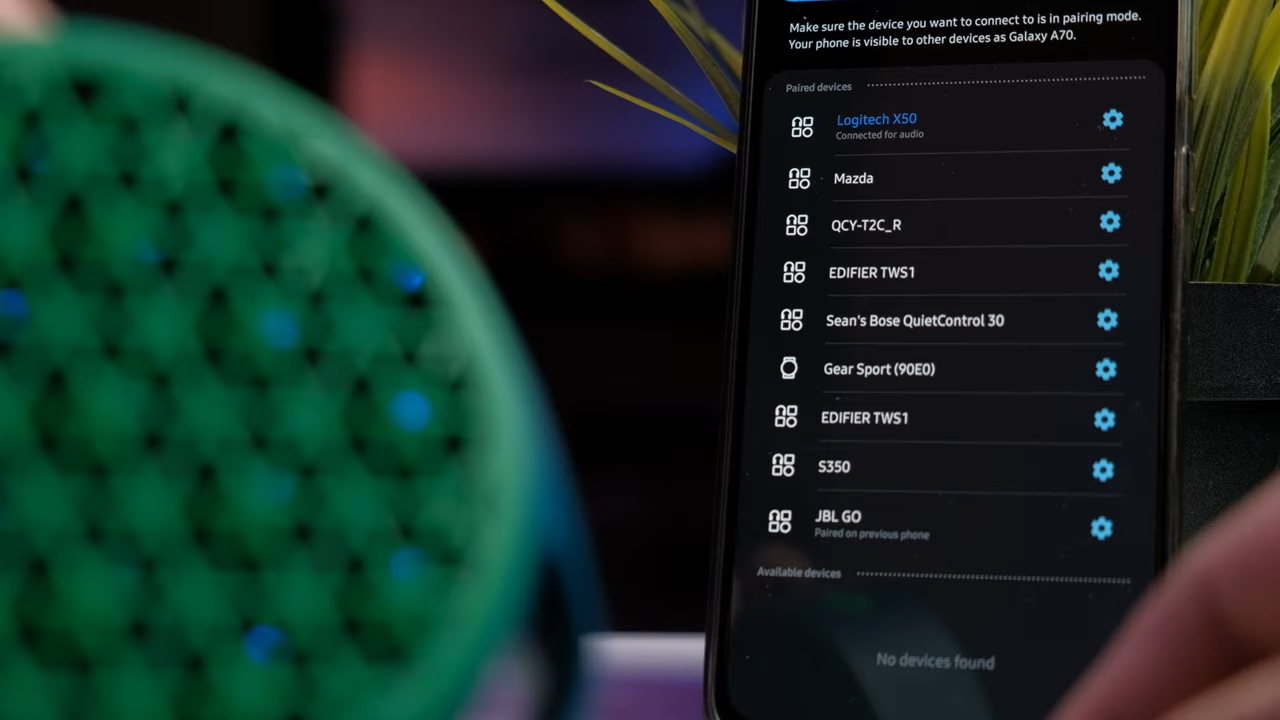 Make sure the device you want to connect to is in pairing mode.
Your phone is visible to other devices as Galaxy A70.
Paired devices
Logitech X50
Connected for audio
Mazda
QCY-T2C_R
EDIFIER TWS1
Sean's Bose QuietControl 30
Gear Sport (90E0)
EDIFIER TWS1
S350
JBL GO
Paired on previous phone
Available devices
No devices found